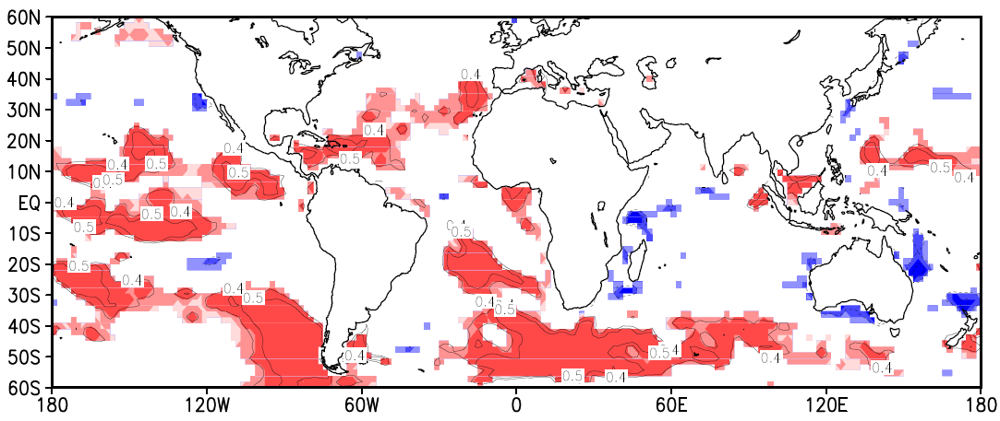 60N
50N
40N
30N
20N
10N
EQ
10S
20S
30S
40S
50S
60S
180 120W 60W 0 60E 120E 180
0.4
0.4 0.4 0.5 0.4 0.5
0.5 0.5 0.4
0.4 0.5 0.4 0.5
0.5 0.4 0.5
0.5 0.4 0.4 0.5 0.4
0.4 0.5 0.4 0.4
0.5 0.4 0.4